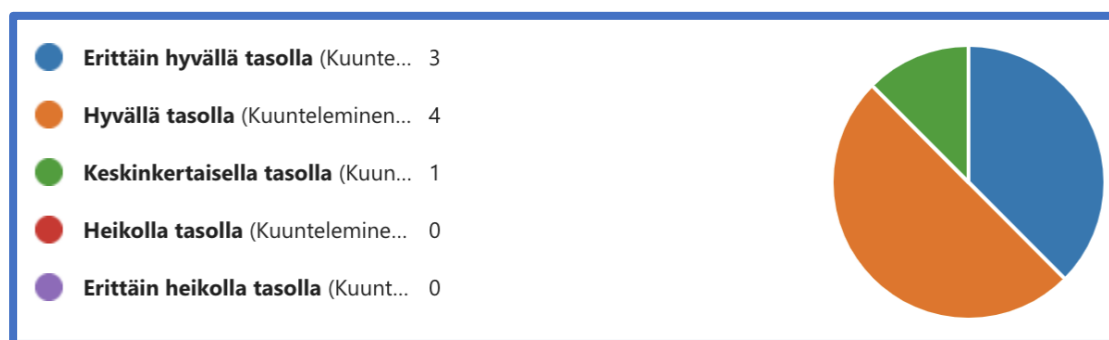 Erittäin hyvällä tasolla (Kuunte... 3
Hyvällä tasolla (Kuunteleminen... 4
Keskinkertaisella tasolla (Kuun... 1
Heikolla tasolla (Kuuntelemine... 0
Erittäin heikolla tasolla (Kuunt... 0